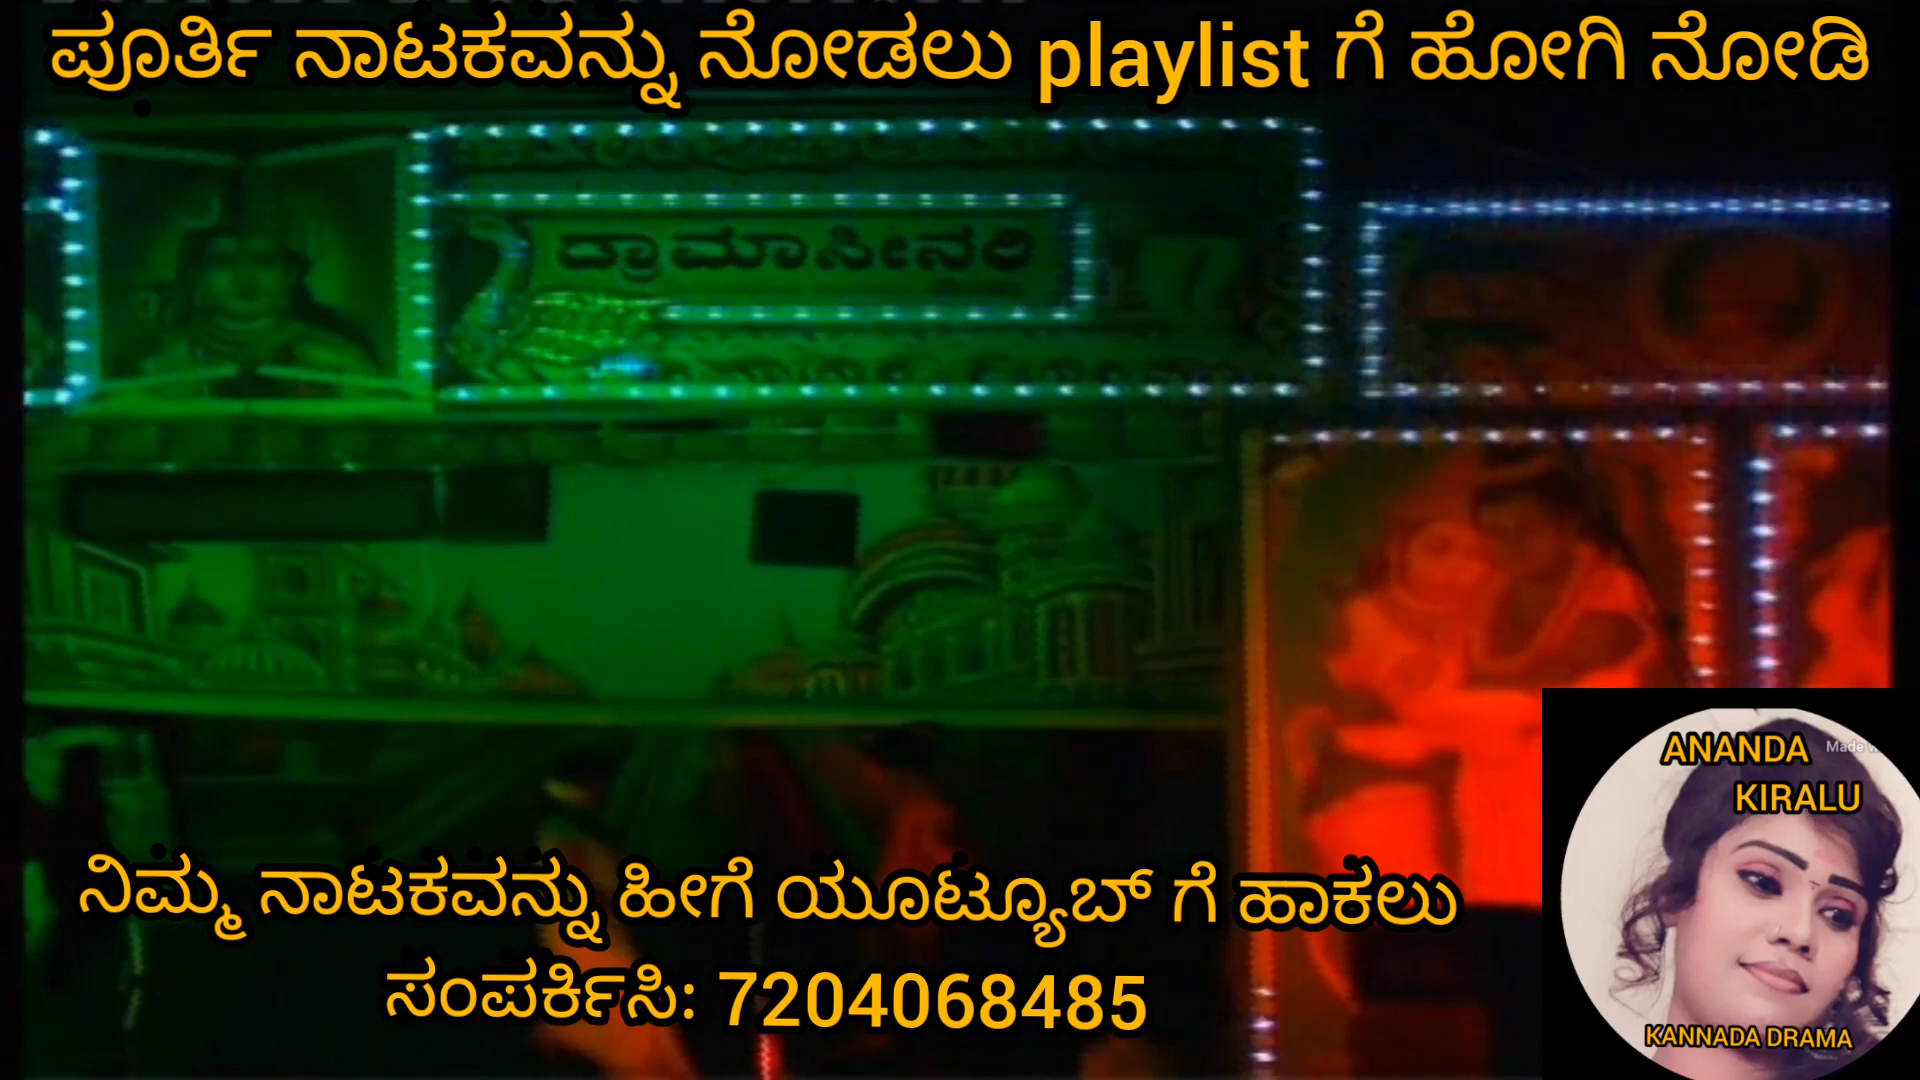 ಪೂರ್ತಿ ನಾಟಕವನ್ನು ನೋಡಲು playlist ಗೆ ಹೋಗಿ ನೋಡಿ
ಡ್ರಾಮಾಸೀನರಿ
ANANDA
KIRALU
ನಿಮ್ಮ ನಾಟಕವನ್ನು ಹೀಗೆ ಯೂಟ್ಯೂಬ್ ಗೆ ಹಾಕಲು
ಸಂಪರ್ಕಿಸಿ: 7204068485
KANNADA DRAMA